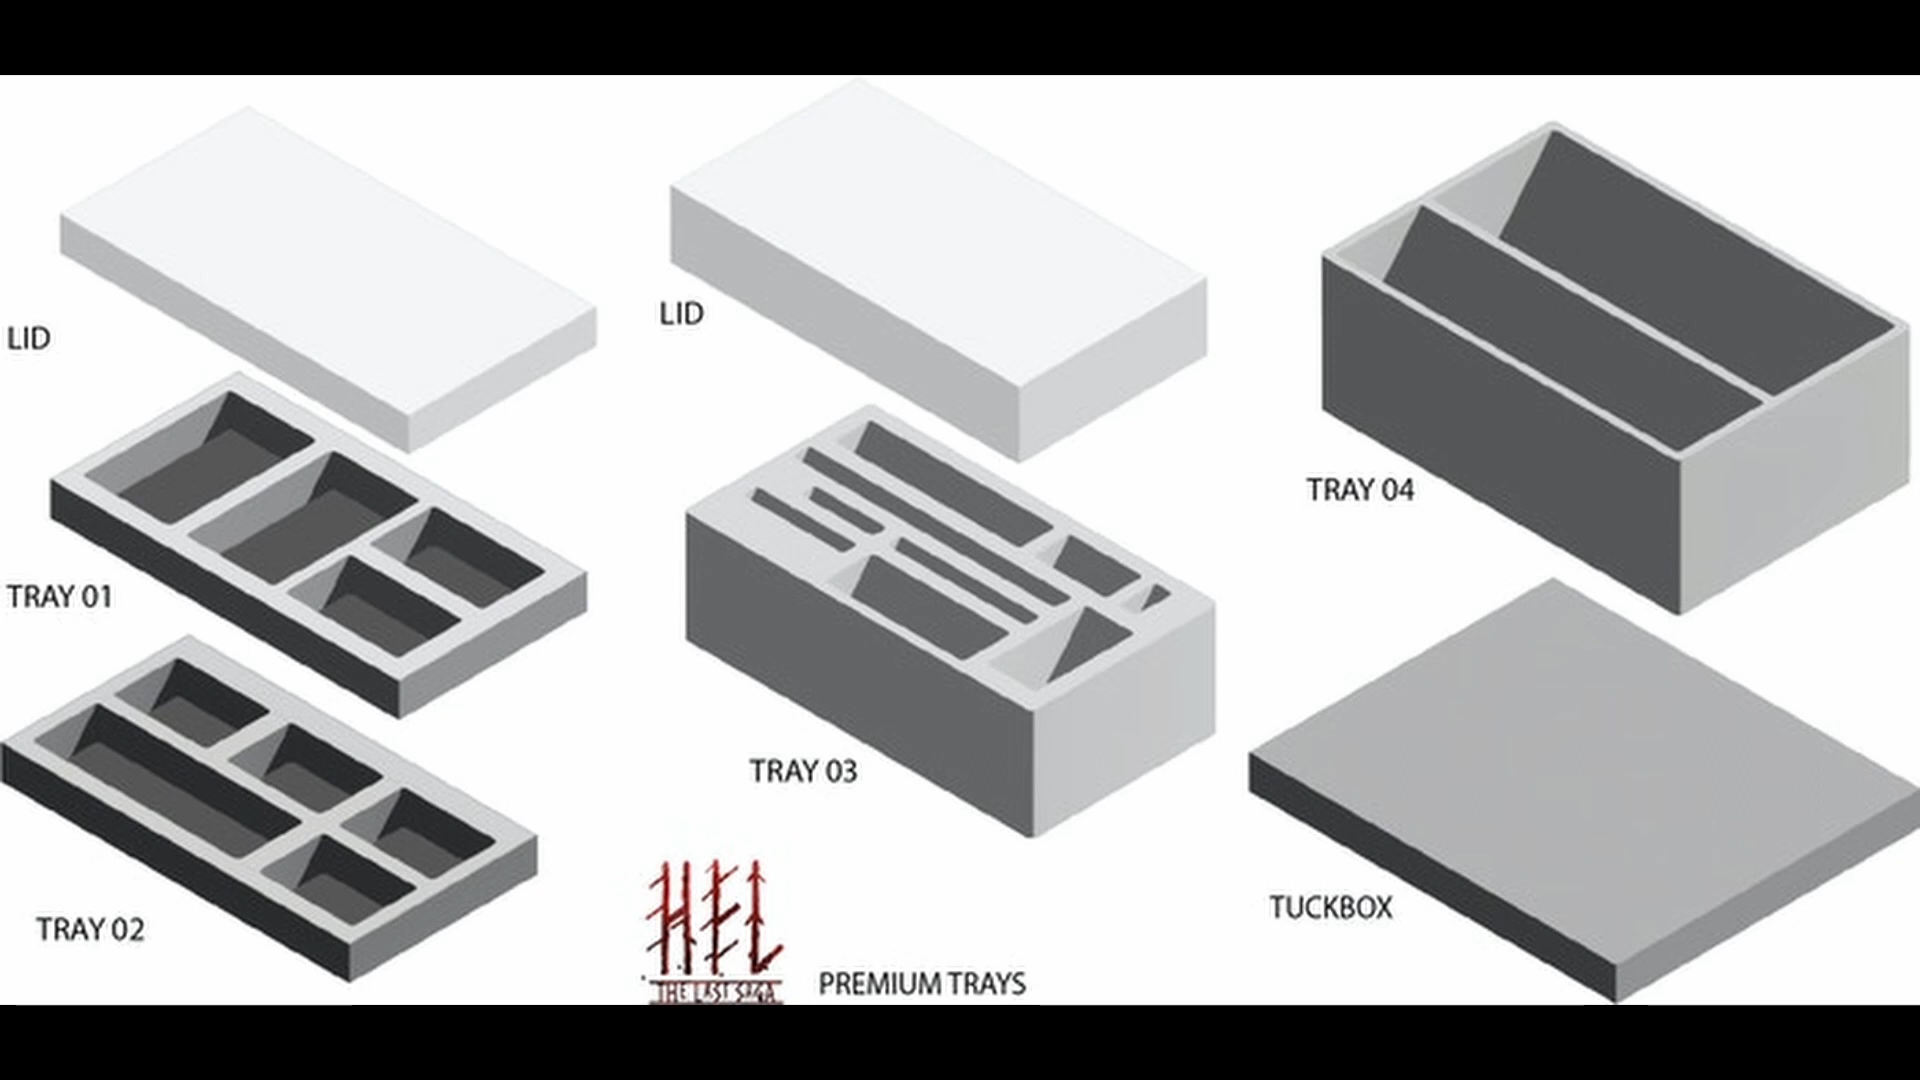 LID
LID
TRAY 04
TRAY 01
TRAY 03
TRAY 02
TUCKBOX
HEL
THE LAST SAGA
PREMIUM TRAYS